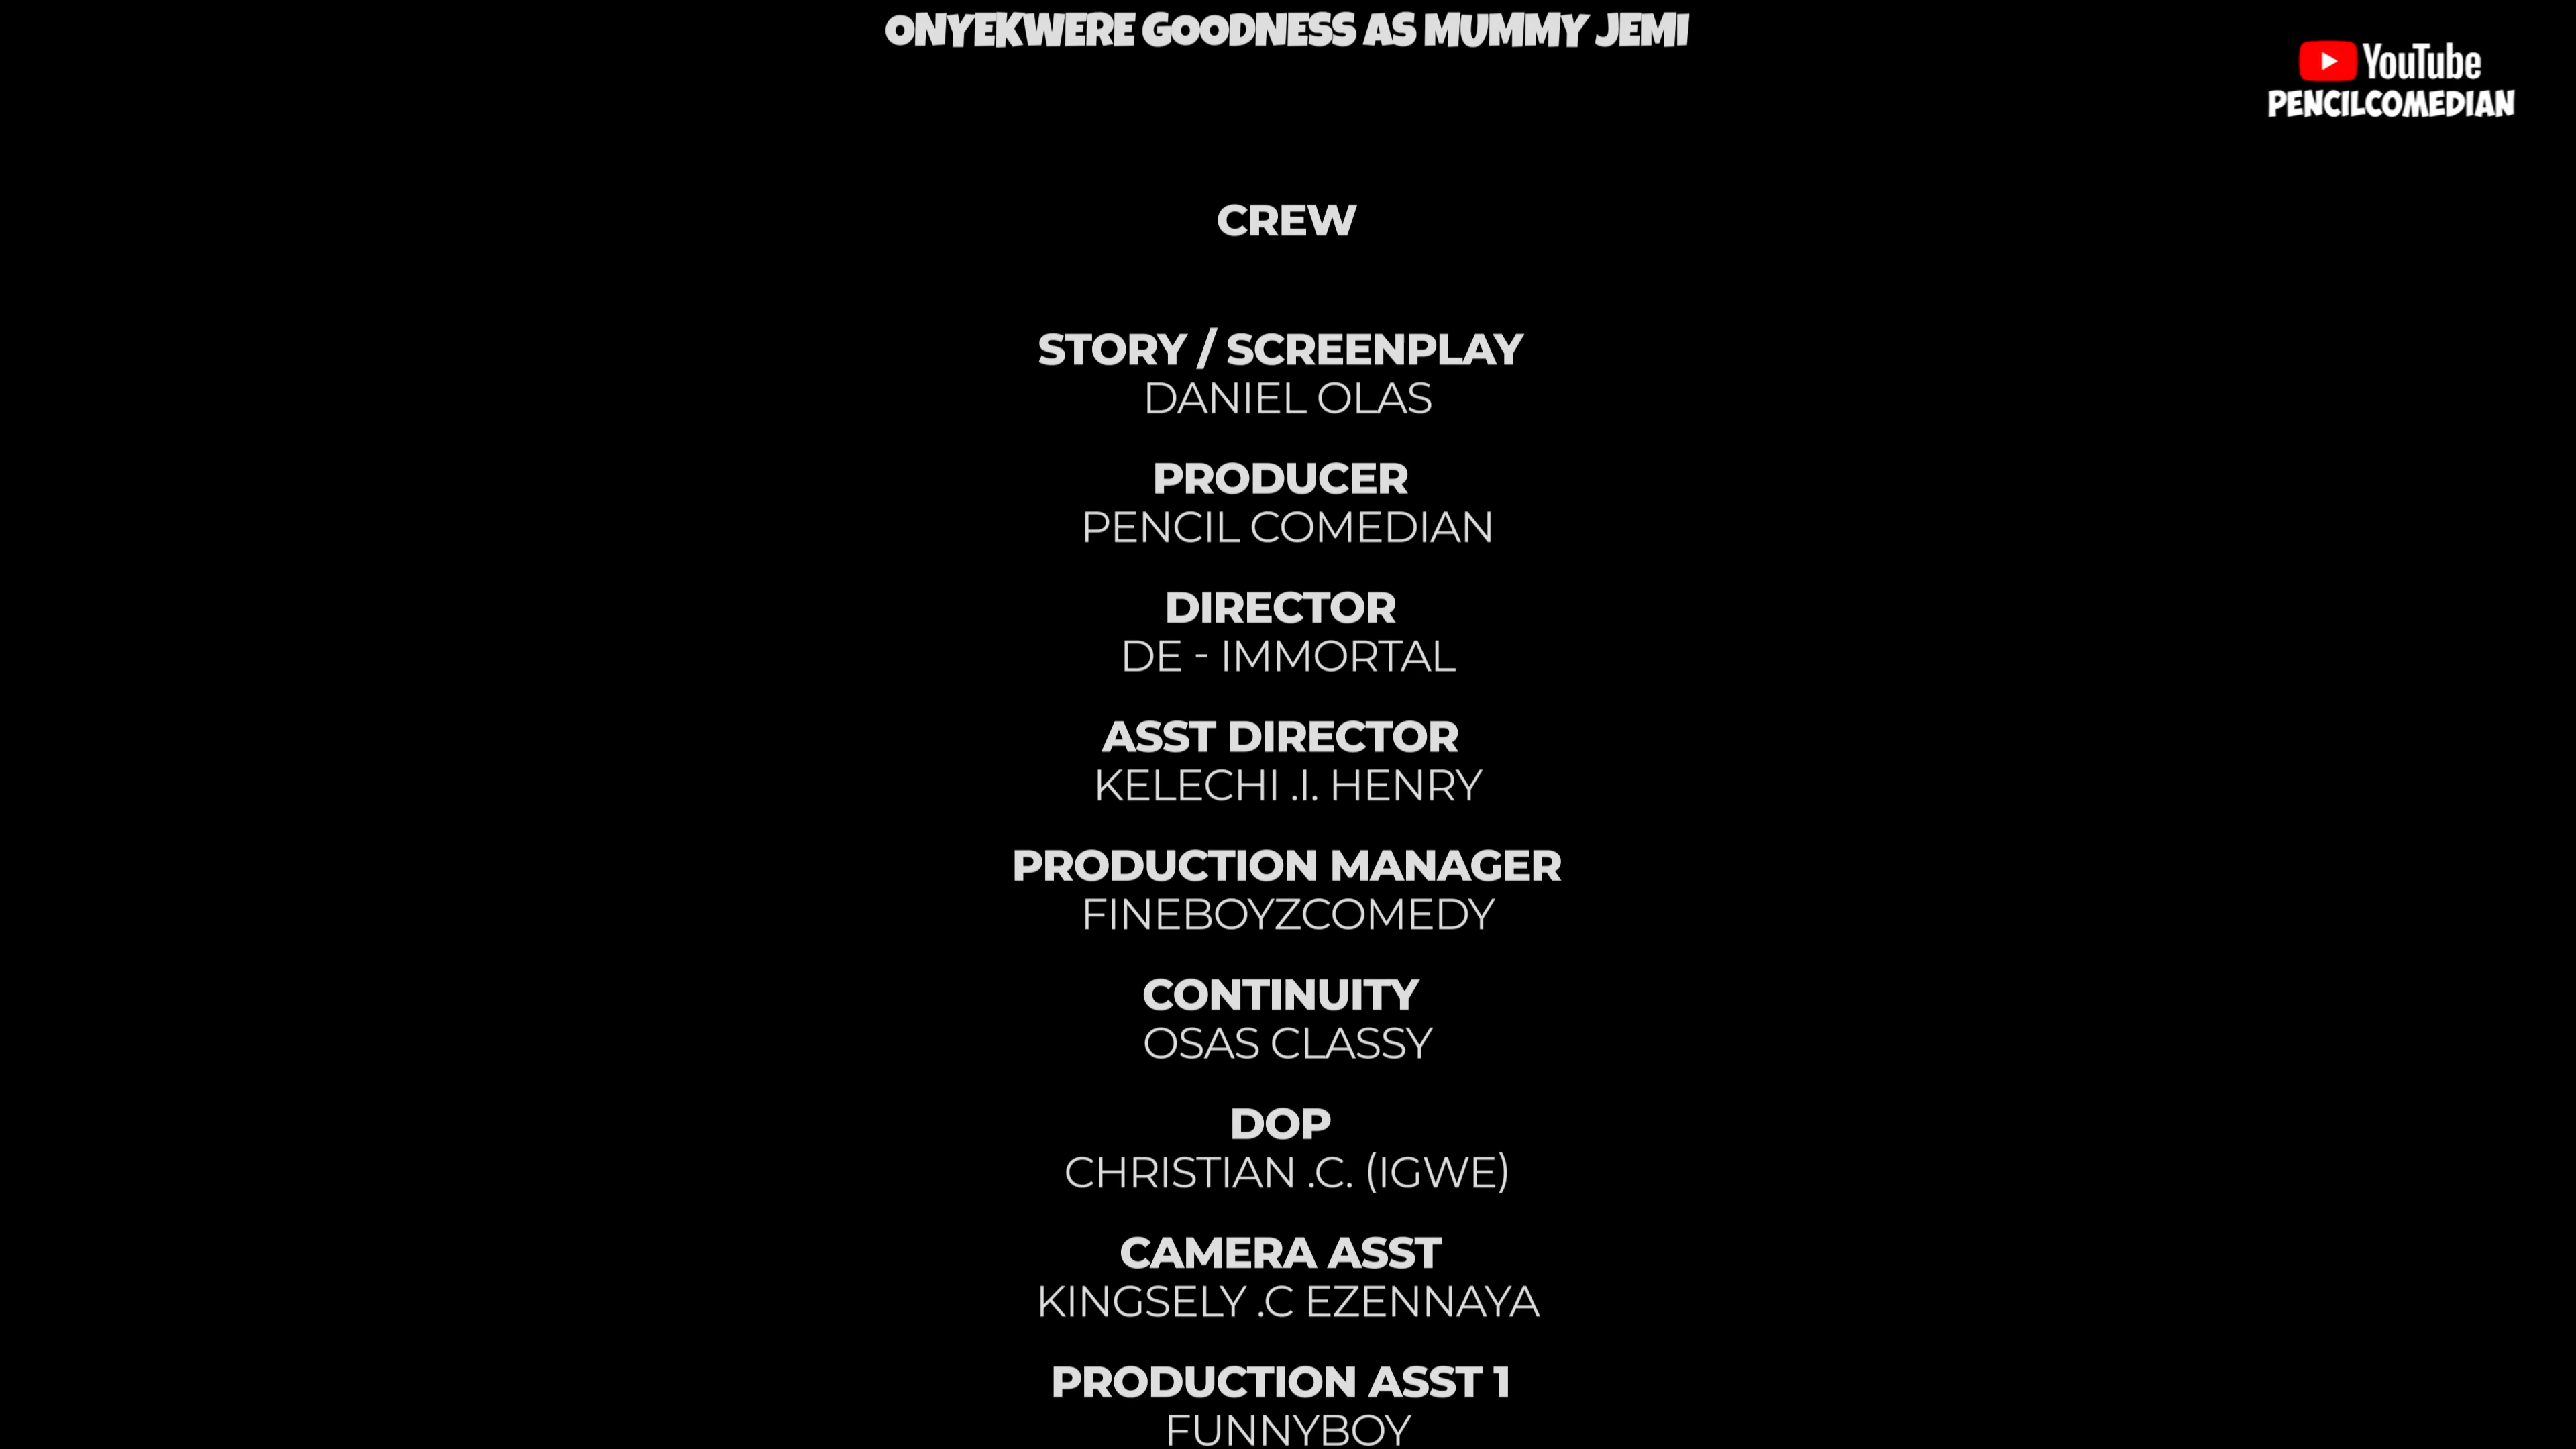 ONYEKWERE GOODNESS AS MUMMY JEMI
YouTube
PENCILCOMEDIAN
CREW
STORY / SCREENPLAY
DANIEL OLAS
PRODUCER
PENCIL COMEDIAN
DIRECTOR
DE - IMMORTAL
ASST DIRECTOR
KELECHI .I. HENRY
PRODUCTION MANAGER
FINEBOYZCOMEDY
CONTINUITY
OSAS CLASSY
DOP
CHRISTIAN .C. (IGWE)
CAMERA ASST
KINGSELY .C EZENNAYA
PRODUCTION ASST 1
FUNNYBOY